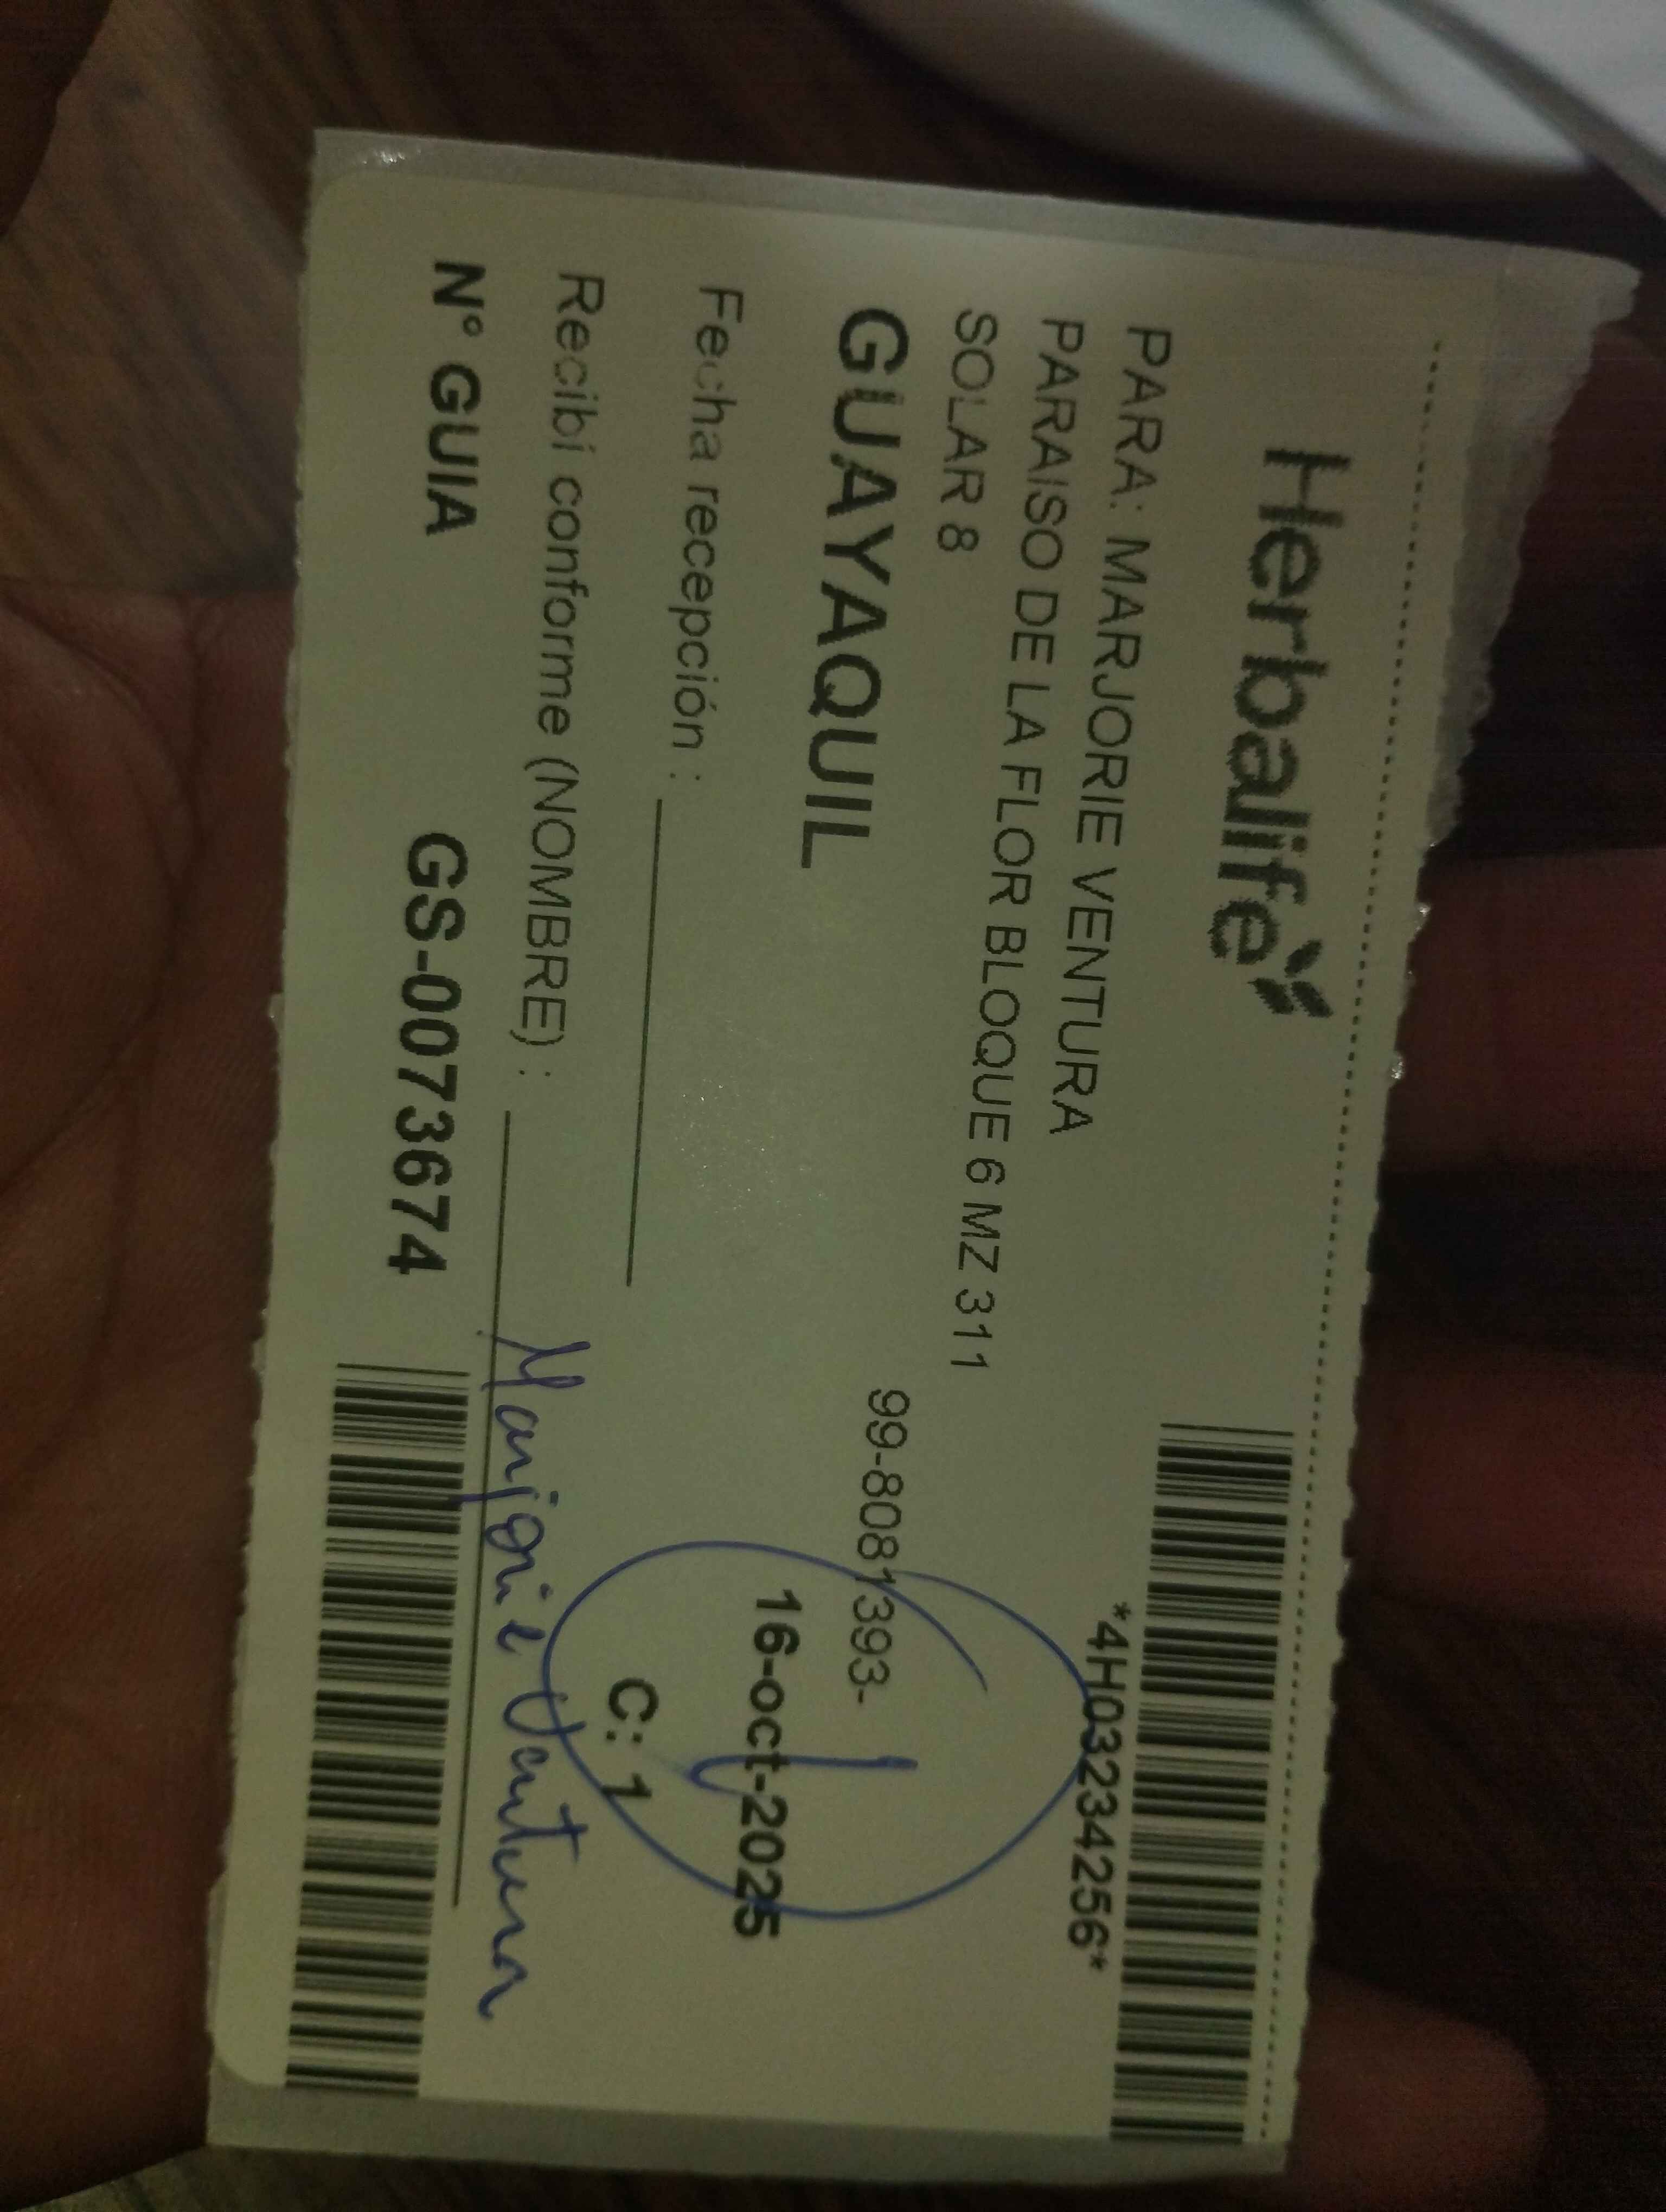 Herbalife
*4H03234256*
PARA: MARJORIE VENTURA
PARAISO DE LA FLOR BLOQUE 6 MZ 311
SOLAR 8
99-8081393-
GUAYAQUIL
16-oct-2025
Fecha recepción :
C: 1
Recibí conforme (NOMBRE) : Marjorie Ventura
N° GUIA GS-0073674